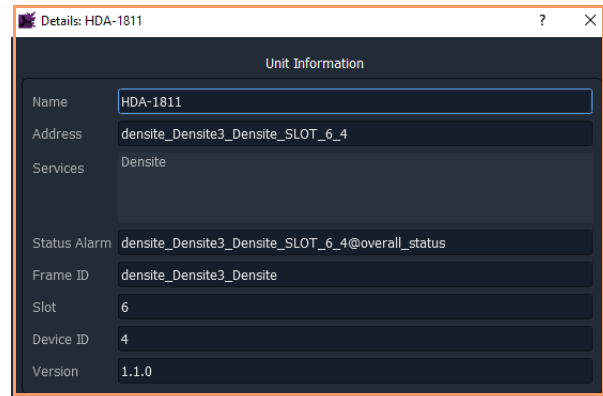 Details: HDA-1811 ? ×
Unit Information
Name HDA-1811
Address densite_Densite3_Densite_SLOT_6_4
Services Densite
Status Alarm densite_Densite3_Densite_SLOT_6_4@overall_status
Frame ID densite_Densite3_Densite
Slot 6
Device ID 4
Version 1.1.0